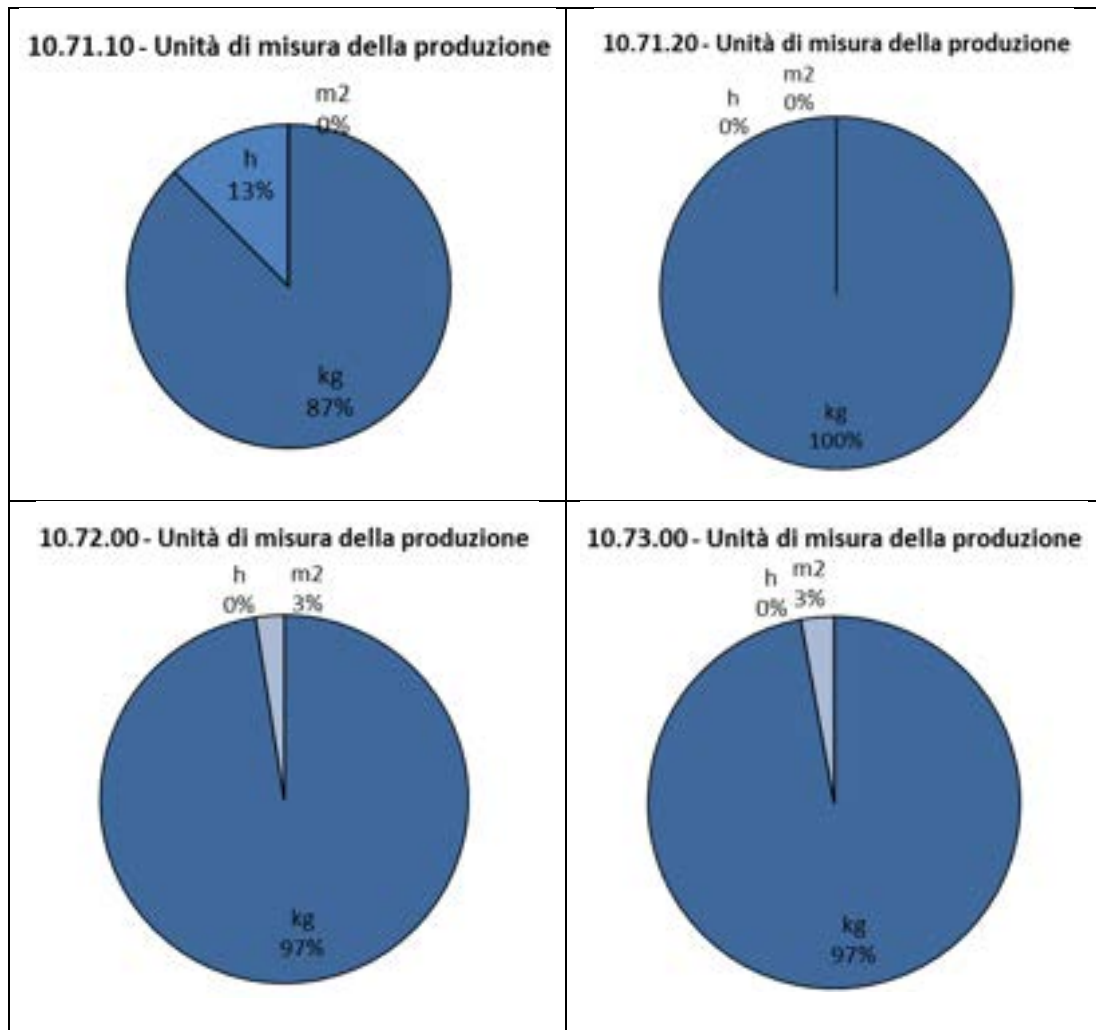 10.71.10 - Unità di misura della produzione
m2
0%
h
13%
kg
87%
10.71.20 - Unità di misura della produzione
m2
0%
h
0%
kg
100%
10.72.00 - Unità di misura della produzione
h
0%
m2
3%
kg
97%
10.73.00 - Unità di misura della produzione
h
0%
m2
3%
kg
97%